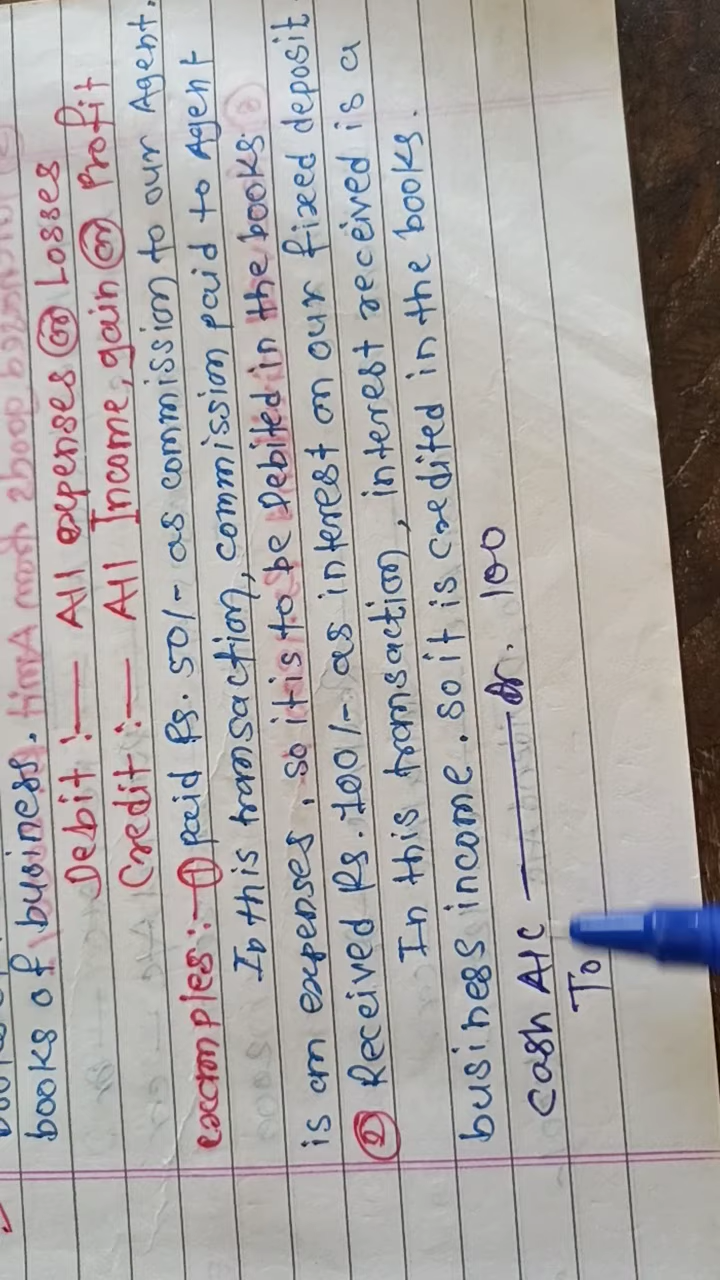 books of business.
Debit :— All expenses or Losses
Credit :— All Income, gain or Profit
examples:- ① paid Rs. 50/- as commission to our Agent.
In this transaction, commission paid to Agent
is an expenses, so it is to be Debited in the books
② Received Rs. 100/- as interest on our fixed deposit
In this transaction, interest received is a
business income. so it is credited in the books.
Cash A/C —— Dr. 100
To